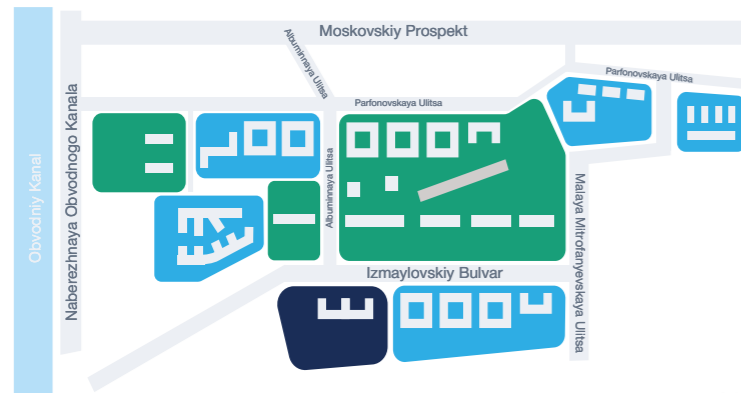 Moskovskiy Prospekt
Albuminnaya Ulitsa
Parfonovskaya Ulitsa
Parfonovskaya Ulitsa
Naberezhnaya Obvodnogo Kanala
Obvodniy Kanal
Albuminnaya Ulitsa
Malaya Mitrofanyevskaya Ulitsa
Izmaylovskiy Bulvar